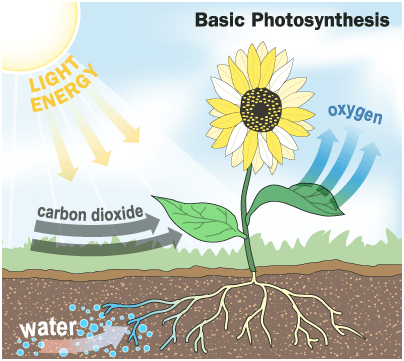 Basic Photosynthesis
LIGHT
ENERGY
oxygen
carbon dioxide
water